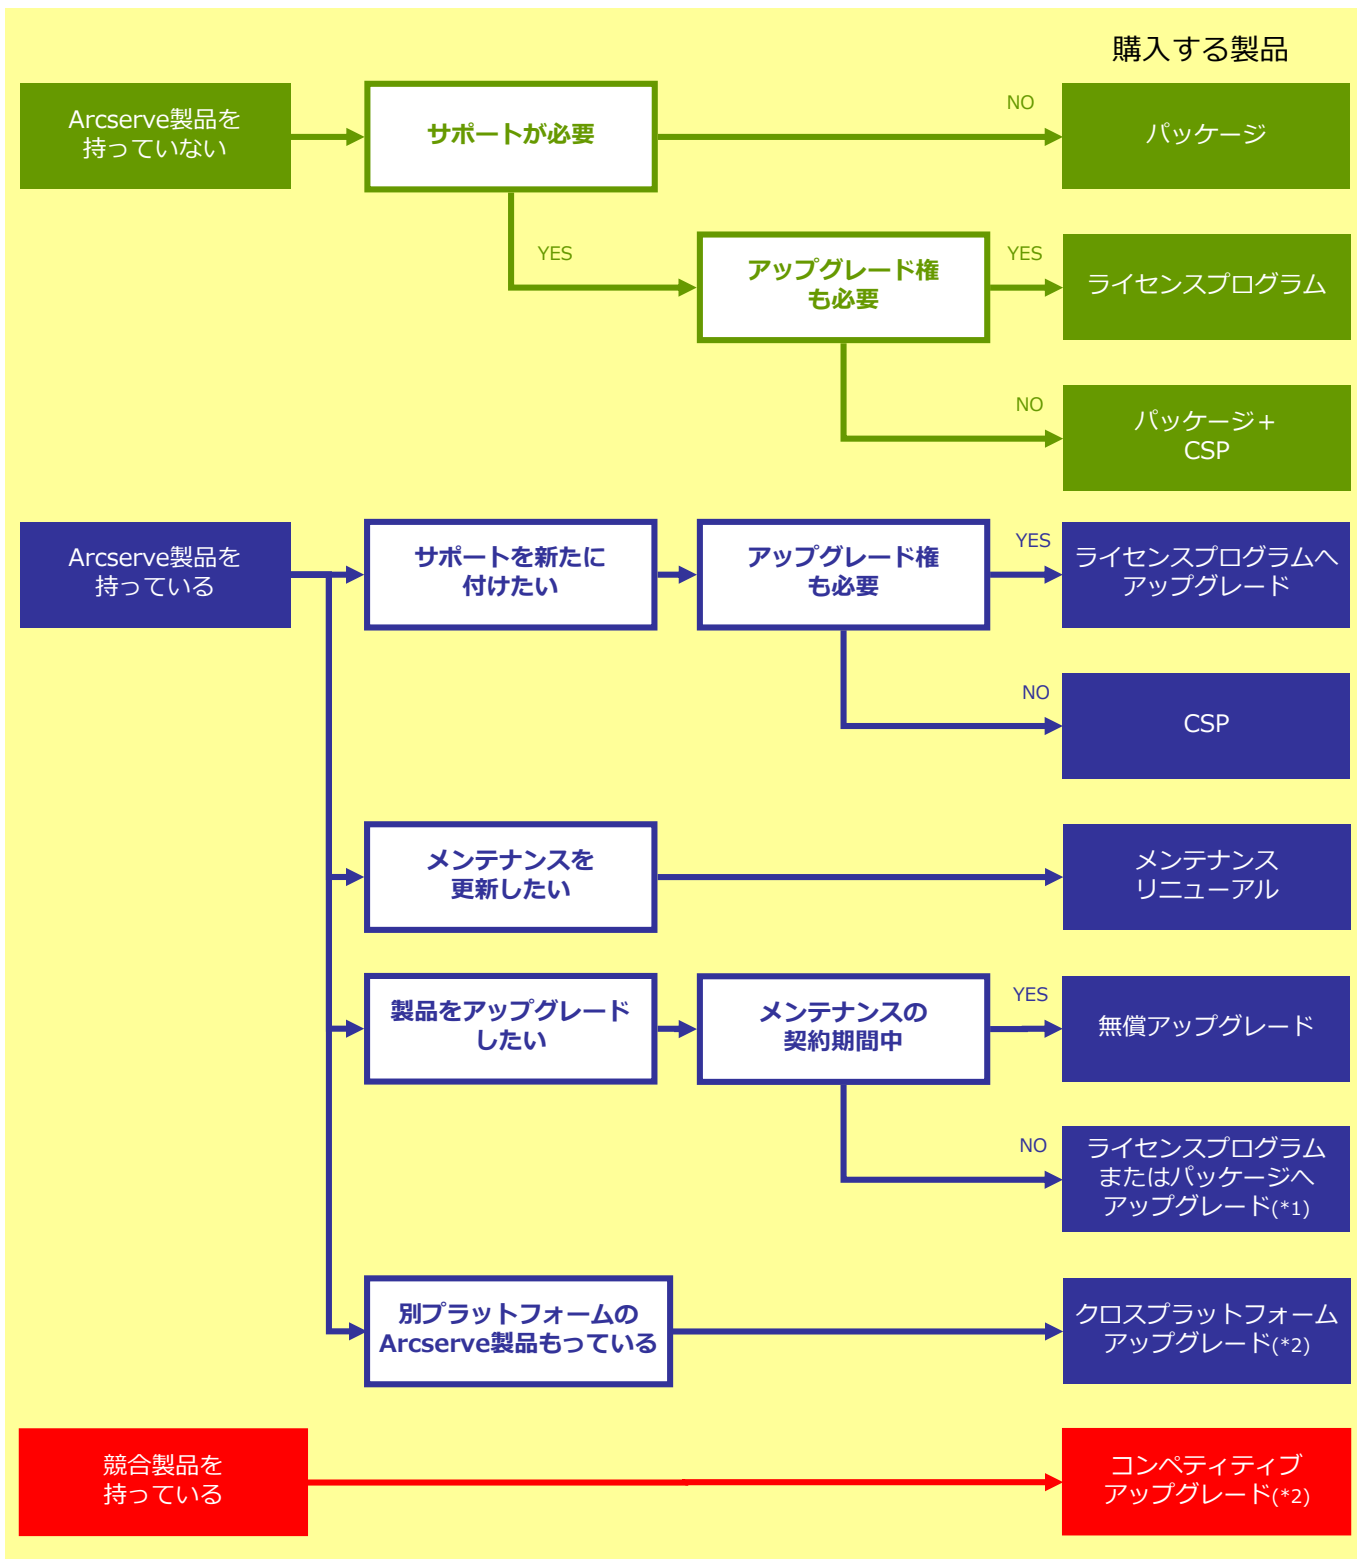 購入する製品
Arcserve製品を
持っていない
サポートが必要
NO
パッケージ
YES
アップグレード権
も必要
YES
ライセンスプログラム
NO
パッケージ+
CSP
Arcserve製品を
持っている
サポートを新たに
付けたい
アップグレード権
も必要
YES
ライセンスプログラムへ
アップグレード
NO
CSP
メンテナンスを
更新したい
メンテナンス
リニューアル
製品をアップグレード
したい
メンテナンスの
契約期間中
YES
無償アップグレード
NO
ライセンスプログラム
またはパッケージへ
アップグレード(*1)
別プラットフォームの
Arcserve製品もっている
クロスプラットフォーム
アップグレード(*2)
競合製品を
持っている
コンペティティブ
アップグレード(*2)